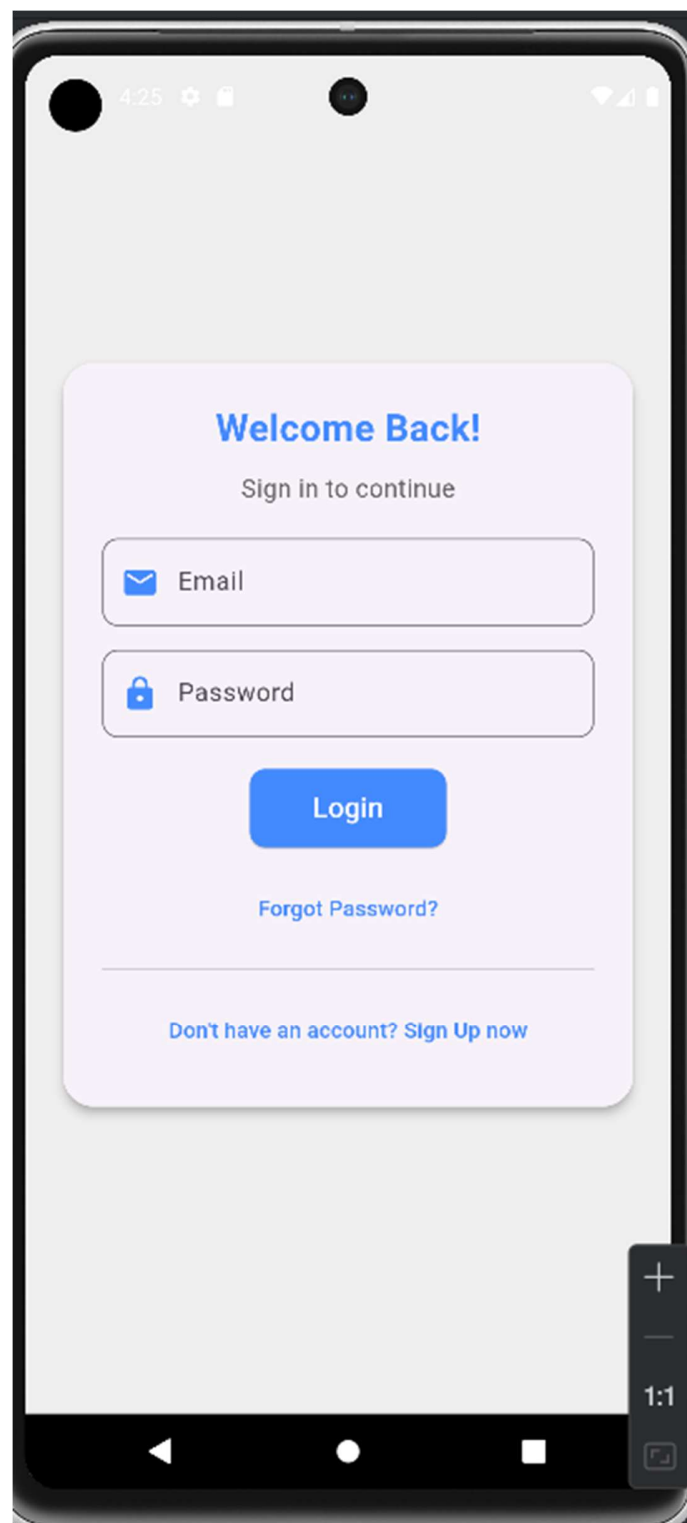 4:25
Welcome Back!
Sign in to continue
Email
Password
Login
Forgot Password?
Don't have an account? Sign Up now
1:1